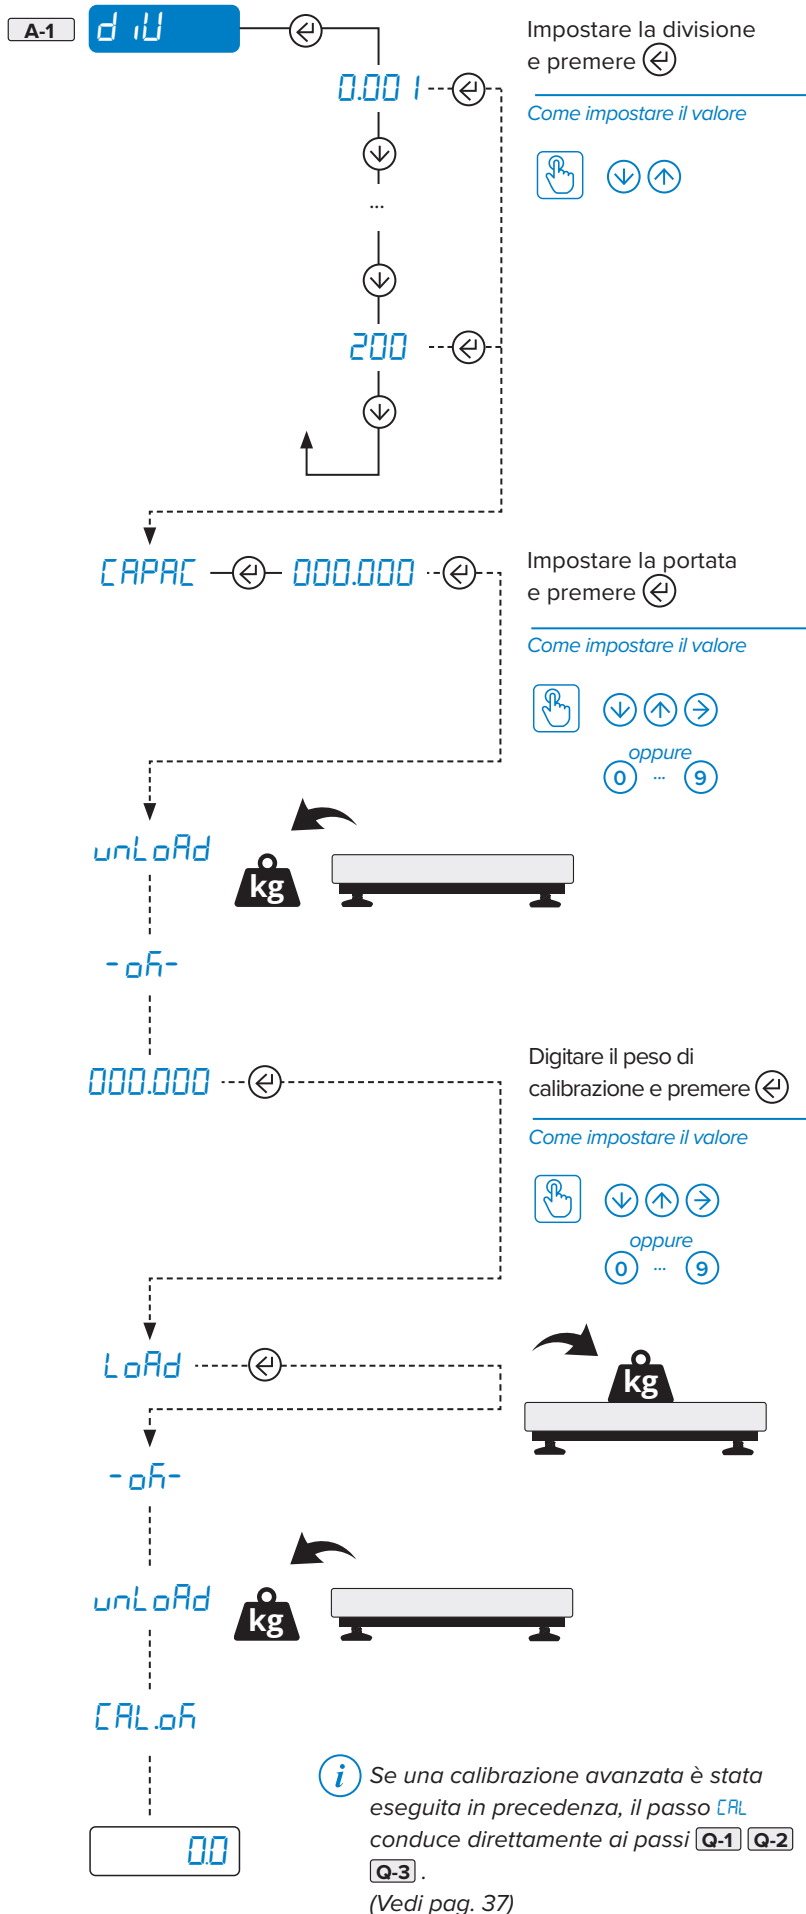 A-1 diU
Impostare la divisione
e premere
0.001
Come impostare il valore
...
200
CAPAC 000.000
Impostare la portata
e premere
Come impostare il valore
oppure
0 ... 9
unLoAd
kg
-oK-
000.000
Digitare il peso di
calibrazione e premere
Come impostare il valore
oppure
0 ... 9
LoAd
kg
-oK-
unLoAd
kg
CAL.oK
0.0
i Se una calibrazione avanzata è stata
eseguita in precedenza, il passo CAL
conduce direttamente ai passi Q-1 Q-2
Q-3 .
(Vedi pag. 37)